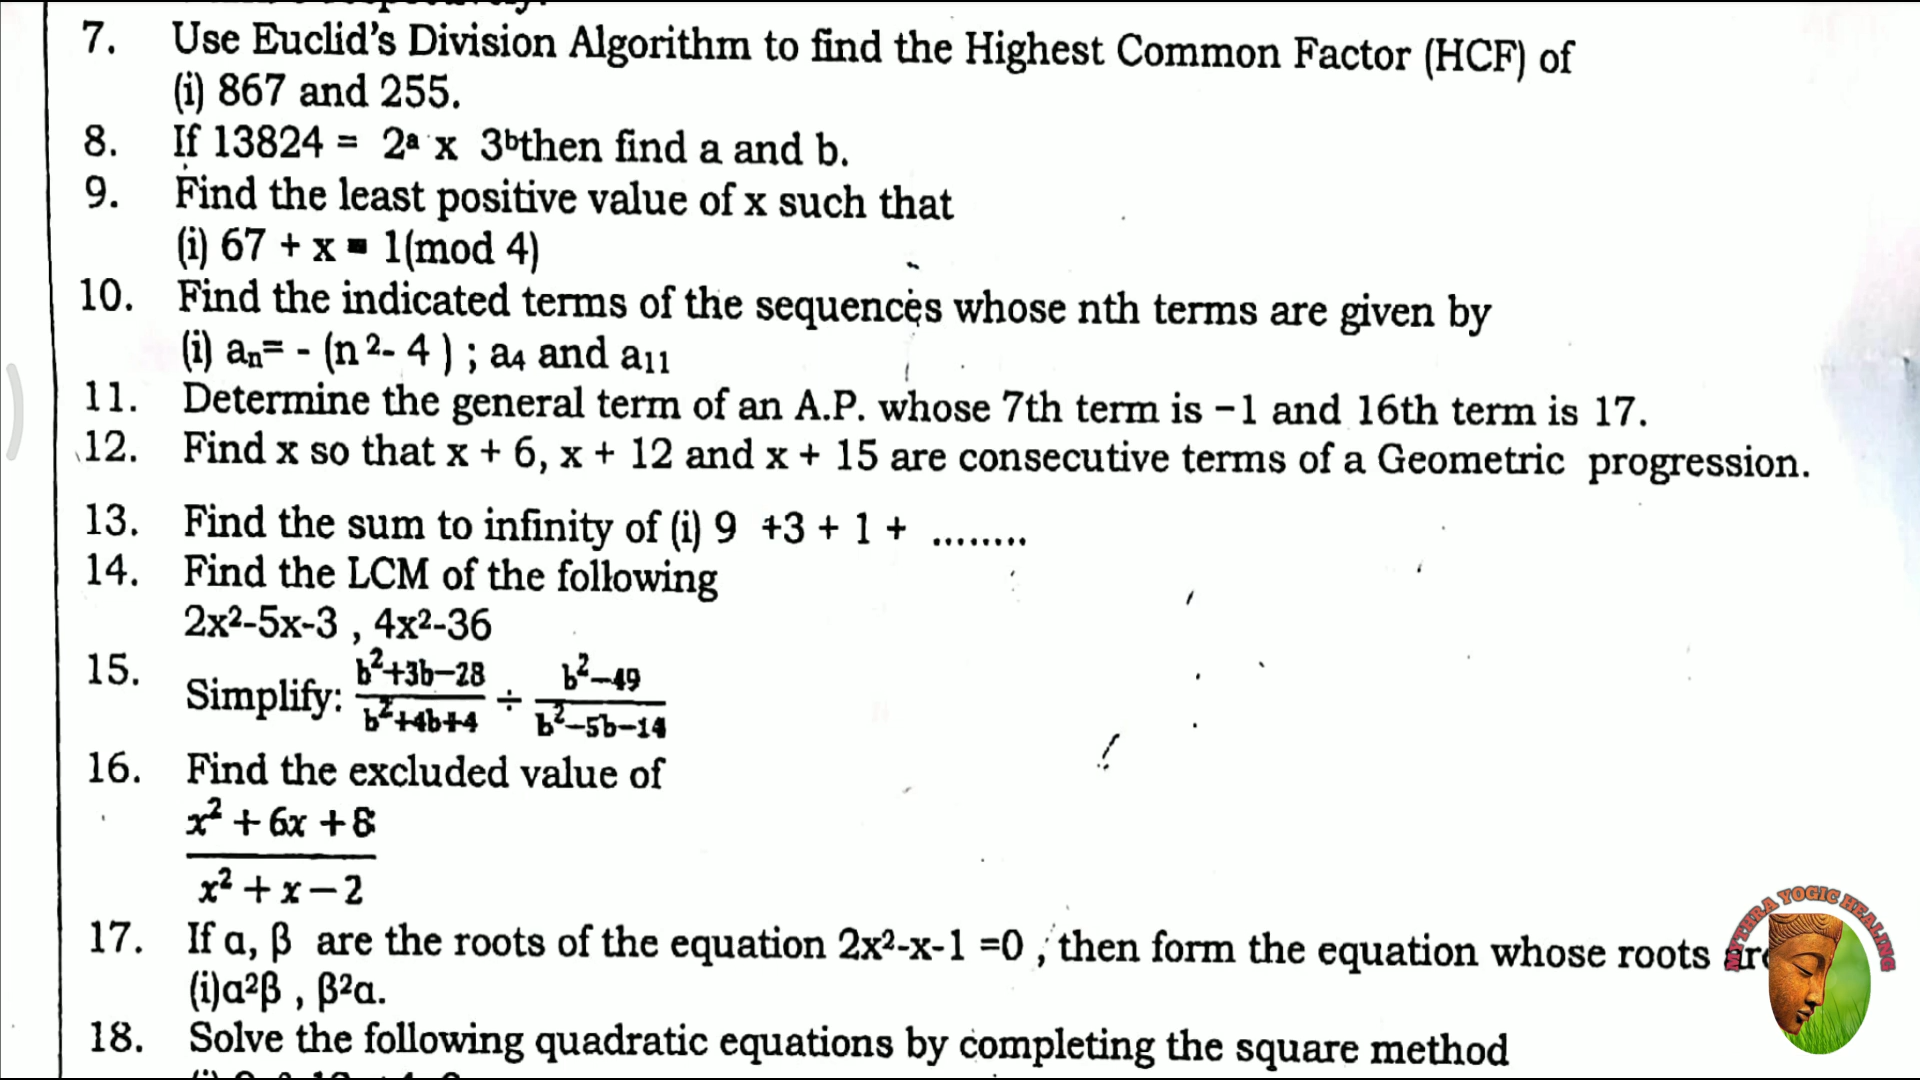 7. Use Euclid's Division Algorithm to find the Highest Common Factor (HCF) of
(i) 867 and 255.
8. If 13824 = 2ᵃ x 3ᵇthen find a and b.
9. Find the least positive value of x such that
(i) 67 + x = 1(mod 4)
10. Find the indicated terms of the sequences whose nth terms are given by
(i) aₙ= - (n ²- 4 ) ; a₄ and a₁₁
11. Determine the general term of an A.P. whose 7th term is −1 and 16th term is 17.
12. Find x so that x + 6, x + 12 and x + 15 are consecutive terms of a Geometric progression.
13. Find the sum to infinity of (i) 9 +3 + 1 + ........
14. Find the LCM of the following
2x²-5x-3 , 4x²-36
15. Simplify: b²+3b−28 / b²+4b+4 ÷ b²−49 / b²−5b−14
16. Find the excluded value of
x² + 6x + 8
x² + x − 2
17. If α, β are the roots of the equation 2x²-x-1 =0 , then form the equation whose roots are
(i)α²β , β²α.
18. Solve the following quadratic equations by completing the square method
MYTHRA YOGIC HEALING